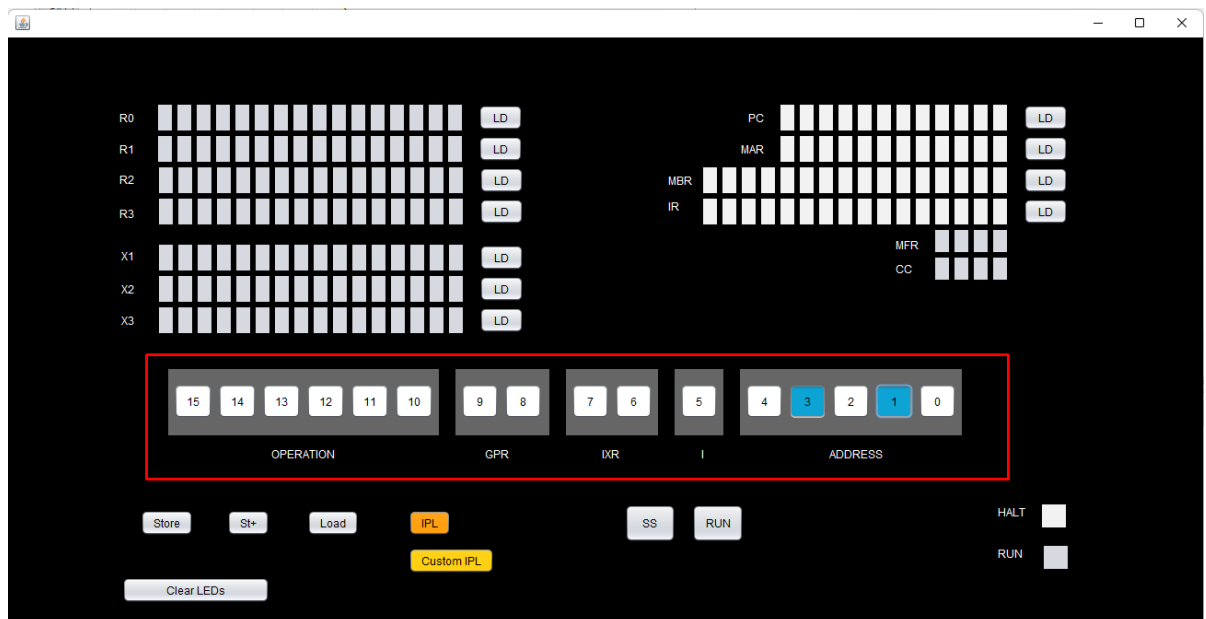 R0 LD PC LD
R1 LD MAR LD
R2 LD MBR LD
R3 LD IR LD
MFR
X1 LD CC
X2 LD
X3 LD
15 14 13 12 11 10 9 8 7 6 5 4 3 2 1 0
OPERATION GPR IXR I ADDRESS
Store St+ Load IPL SS RUN HALT
Custom IPL RUN
Clear LEDs